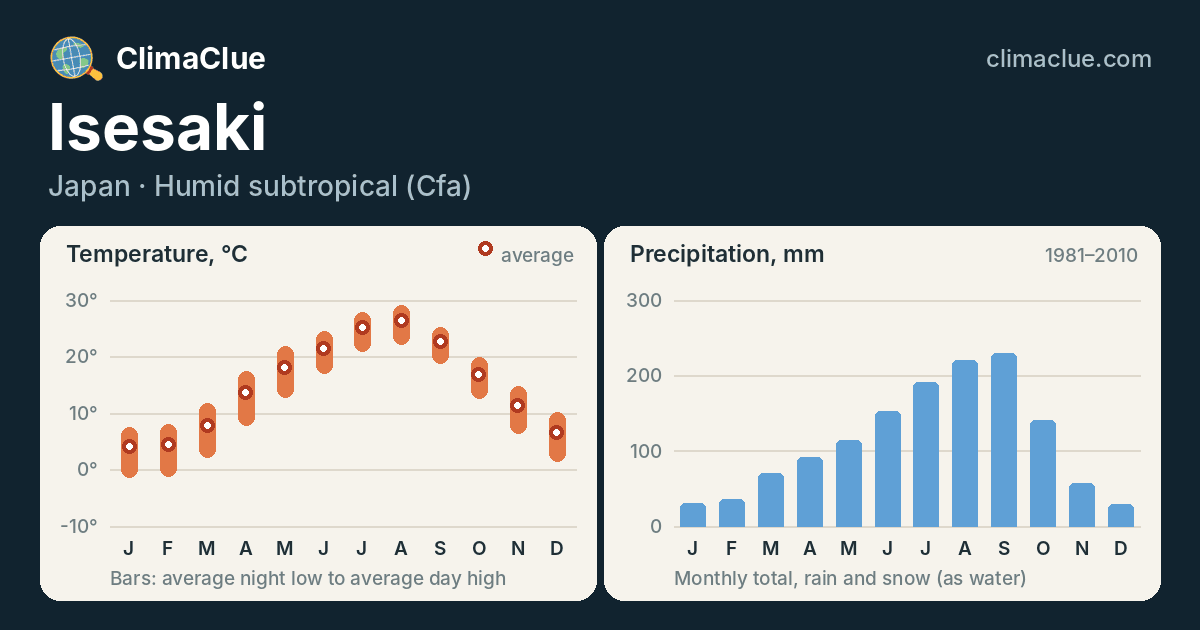 ClimaClue
climaclue.com
Isesaki
Japan · Humid subtropical (Cfa)
Temperature, °C
average
30°
20°
10°
0°
-10°
J F M A M J J A S O N D
Bars: average night low to average day high
Precipitation, mm
1981–2010
300
200
100
0
J F M A M J J A S O N D
Monthly total, rain and snow (as water)